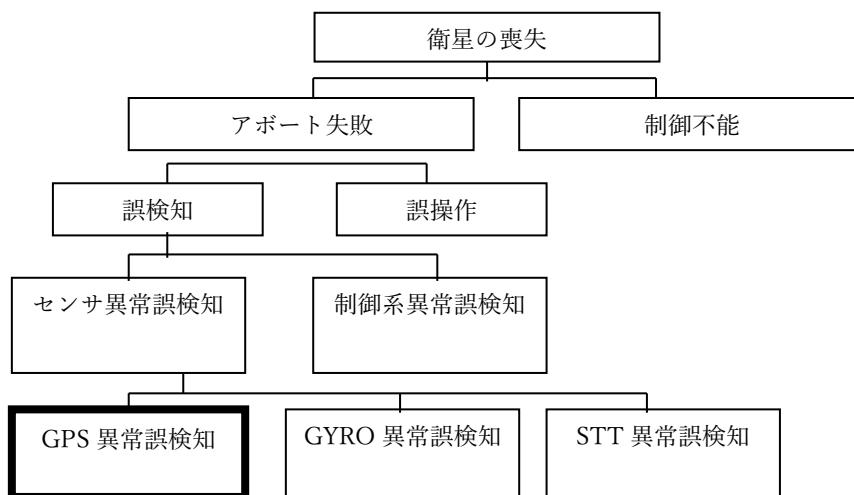 衛星の喪失
アボート失敗
制御不能
誤検知
誤操作
センサ異常誤検知
制御系異常誤検知
GPS 異常誤検知
GYRO 異常誤検知
STT 異常誤検知